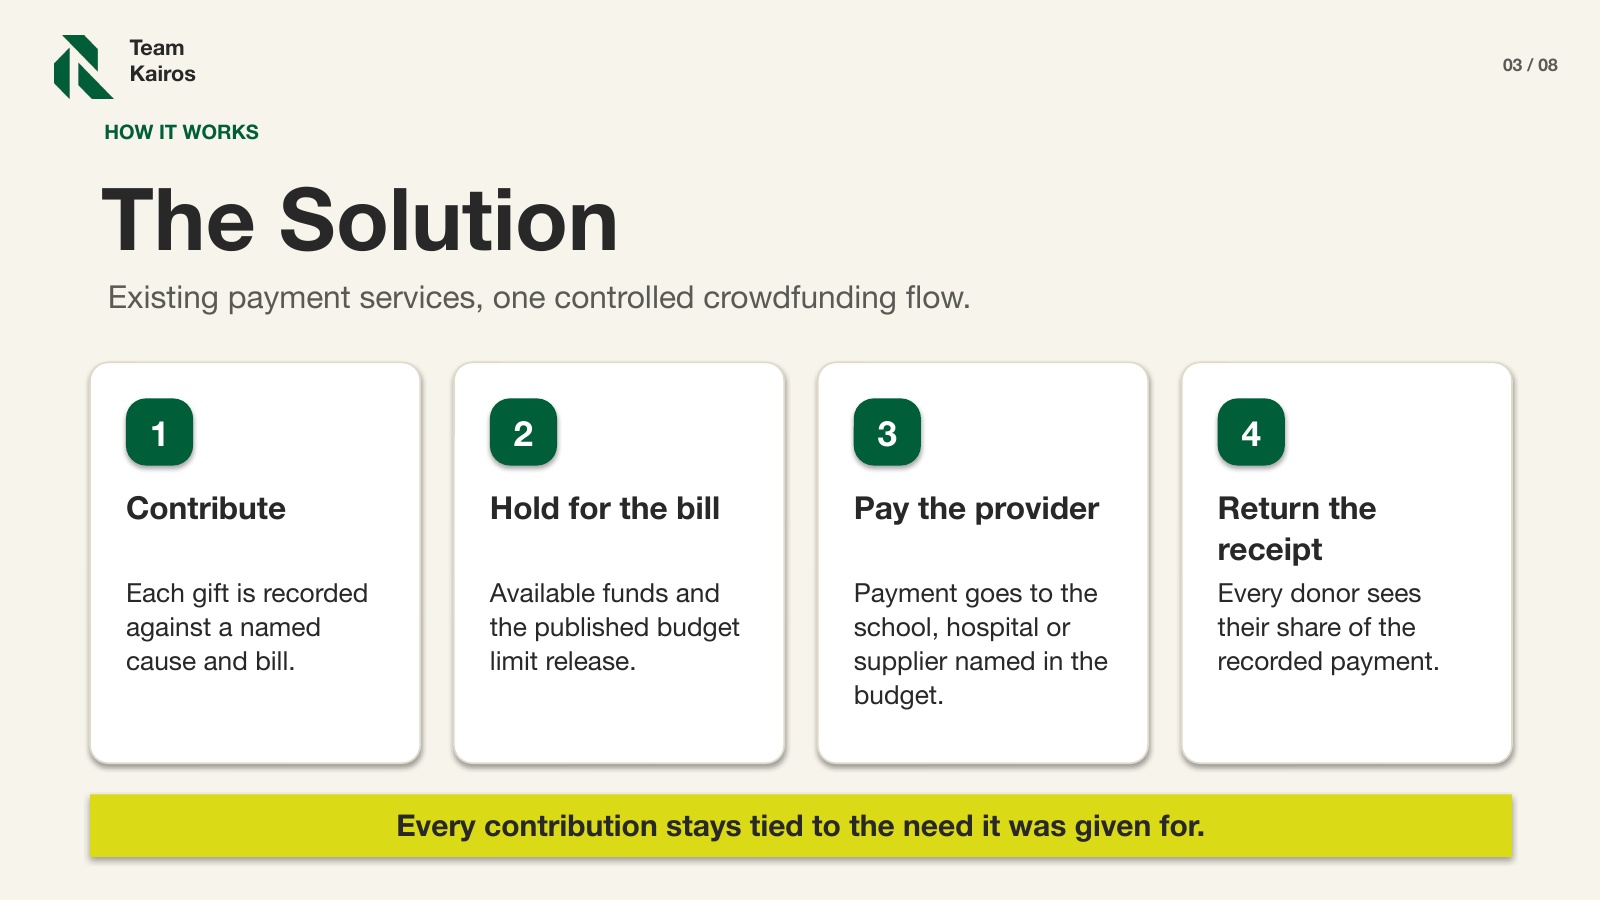 Team
Kairos
03 / 08
HOW IT WORKS
The Solution
Existing payment services, one controlled crowdfunding flow.
1
Contribute
Each gift is recorded
against a named
cause and bill.
2
Hold for the bill
Available funds and
the published budget
limit release.
3
Pay the provider
Payment goes to the
school, hospital or
supplier named in the
budget.
4
Return the
receipt
Every donor sees
their share of the
recorded payment.
Every contribution stays tied to the need it was given for.